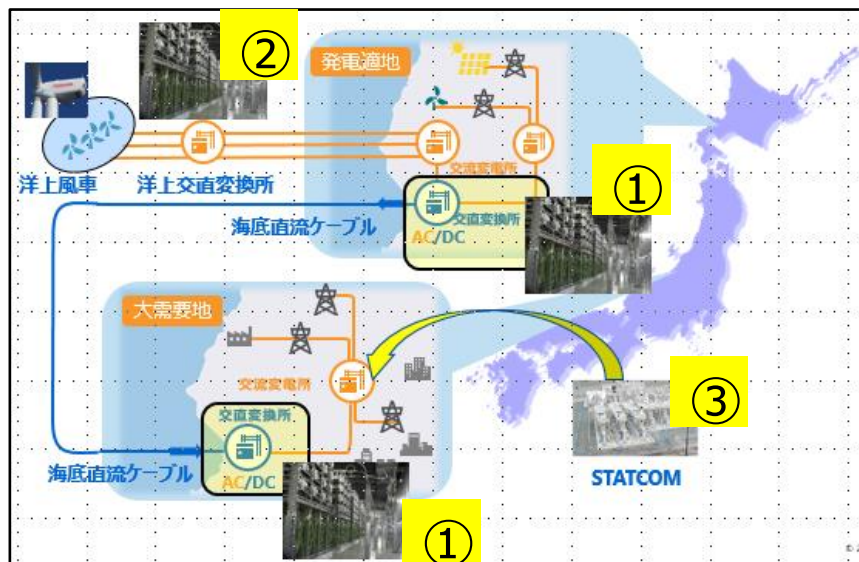 ②
発電適地
洋上風車
洋上交直変換所
交流変電所
①
海底直流ケーブル
交直変換所
AC/DC
大需要地
交流変電所
③
交直変換所
海底直流ケーブル
AC/DC
STATCOM
①